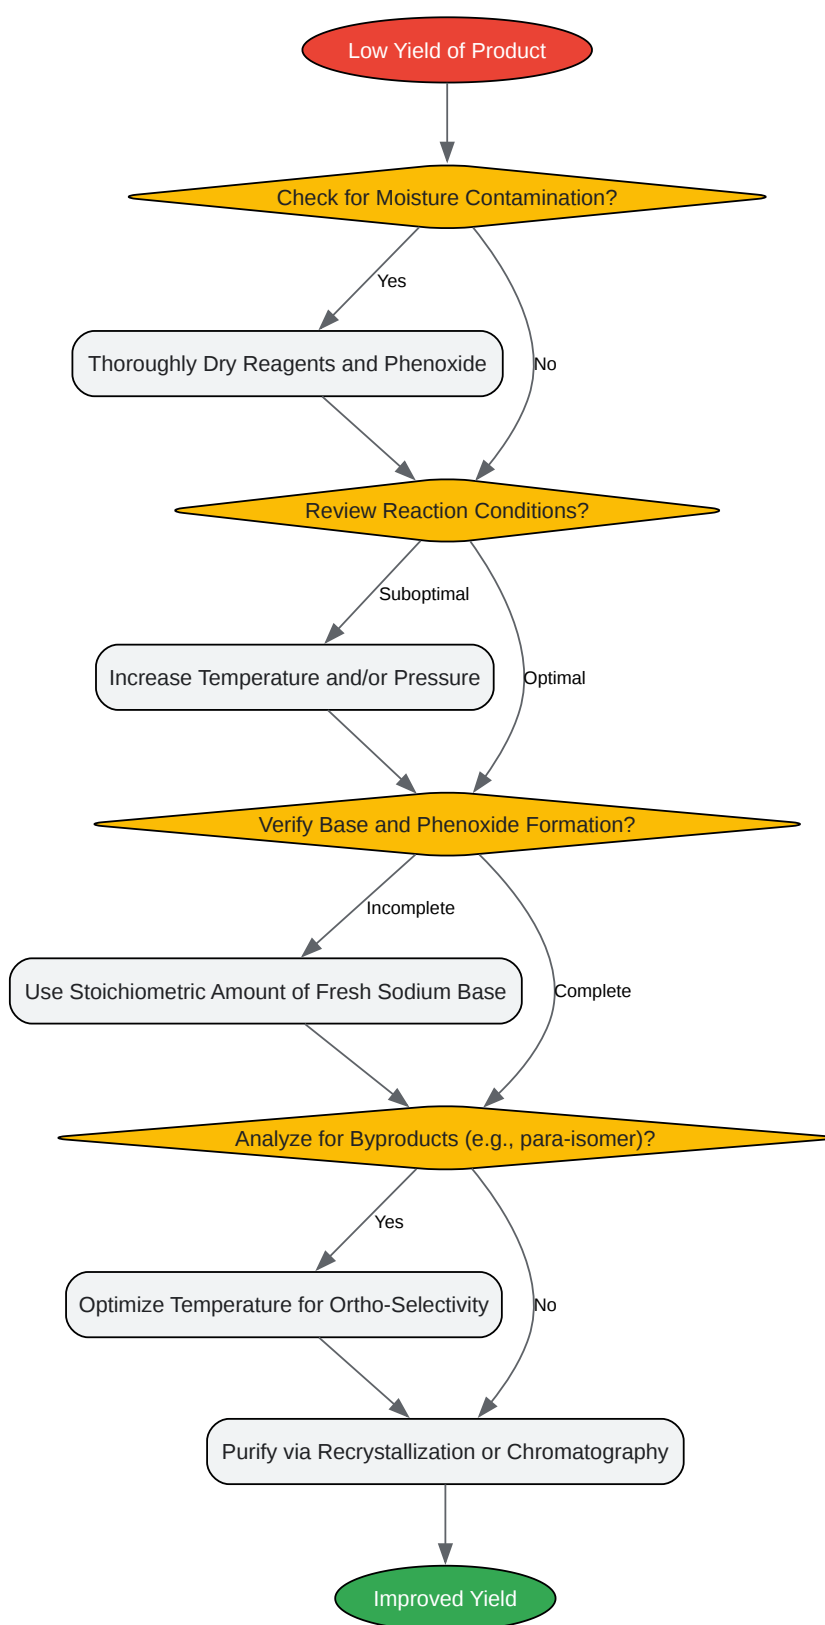 Low Yield of Product
Check for Moisture Contamination?
Yes
Thoroughly Dry Reagents and Phenoxide
No
Review Reaction Conditions?
Suboptimal
Increase Temperature and/or Pressure
Optimal
Verify Base and Phenoxide Formation?
Incomplete
Use Stoichiometric Amount of Fresh Sodium Base
Complete
Analyze for Byproducts (e.g., para-isomer)?
Yes
Optimize Temperature for Ortho-Selectivity
No
Purify via Recrystallization or Chromatography
Improved Yield